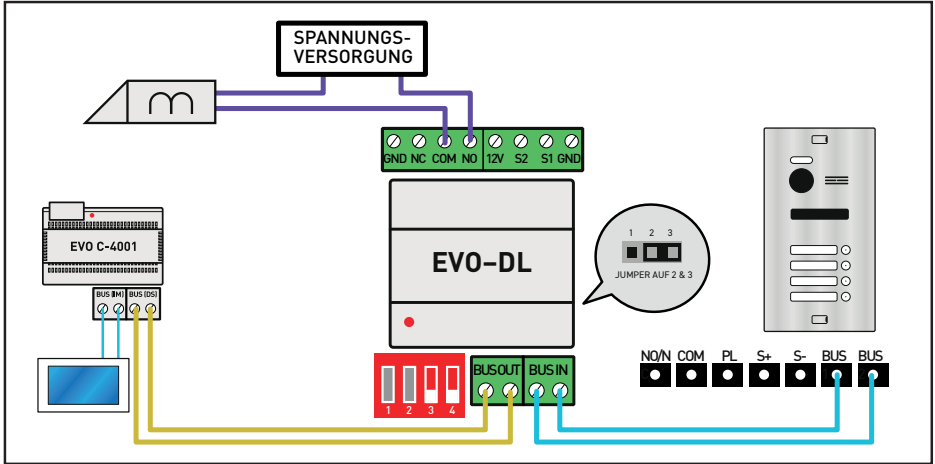 SPANNUNGS-
VERSORGUNG
GND NC COM NO 12V S2 S1 GND
EVO C-4001
BUS (IM) BUS (DS)
EVO-DL
1 2 3
JUMPER AUF 2 & 3
1 2 3 4
BUS OUT BUS IN
NO/N COM PL S+ S- BUS BUS